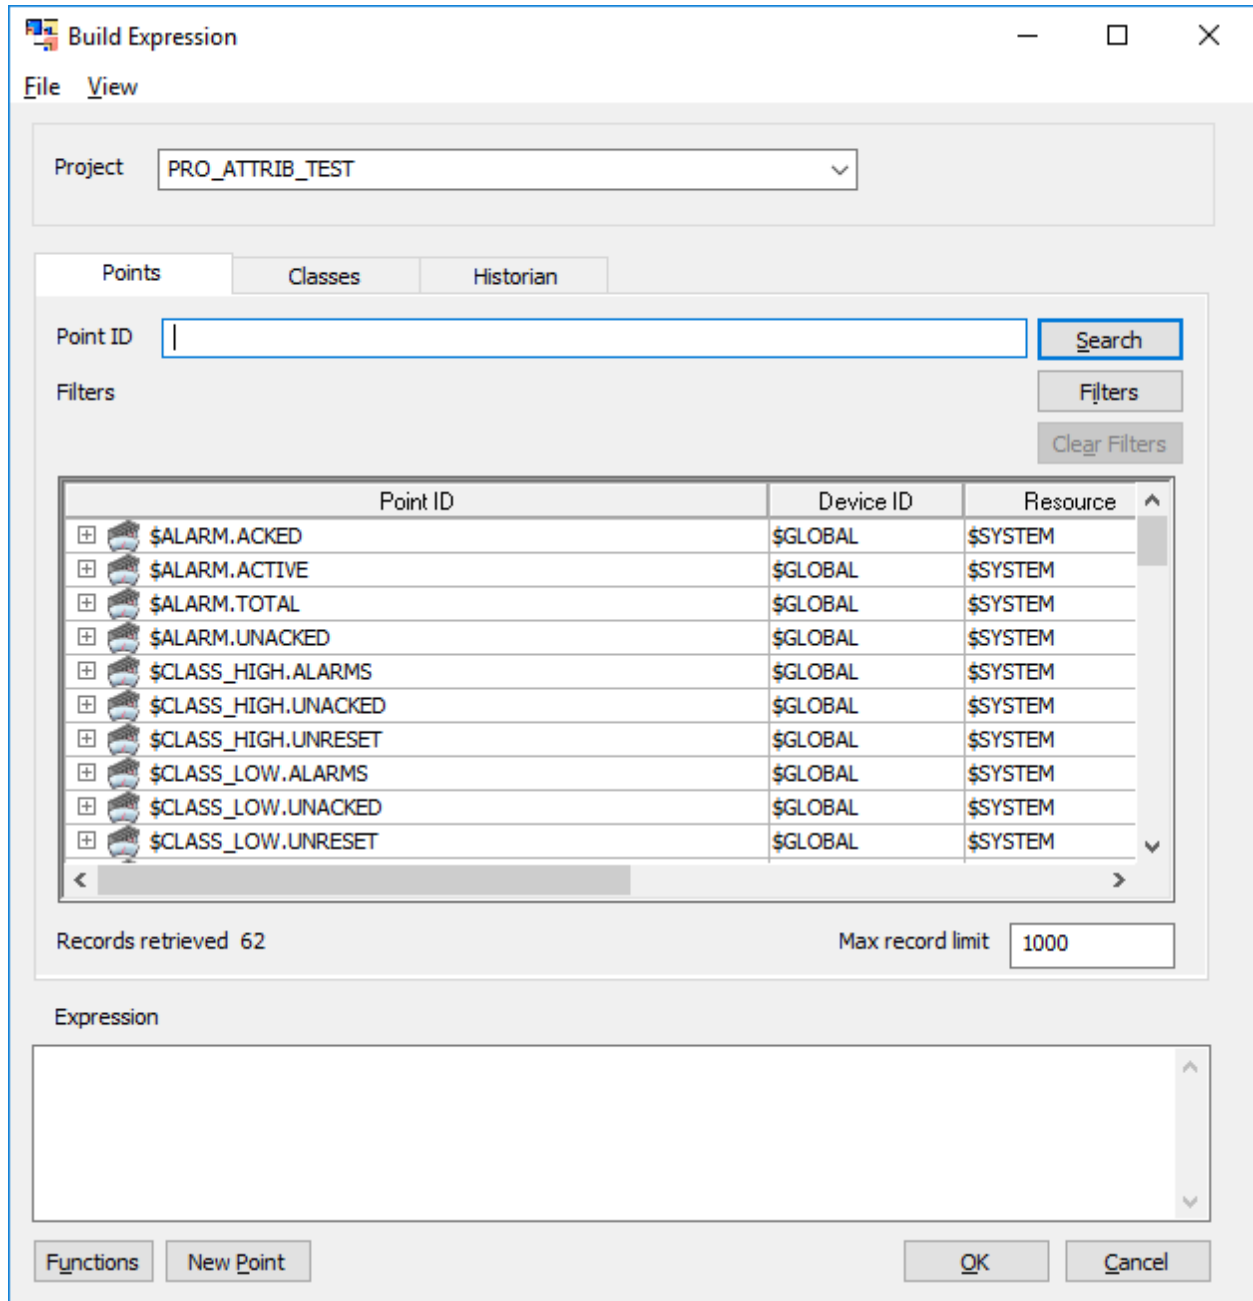 Build Expression
File View
Project PRO_ATTRIB_TEST
Points Classes Historian
Point ID Search
Filters Filters
Clear Filters
Point ID Device ID Resource
$ALARM.ACKED $GLOBAL $SYSTEM
$ALARM.ACTIVE $GLOBAL $SYSTEM
$ALARM.TOTAL $GLOBAL $SYSTEM
$ALARM.UNACKED $GLOBAL $SYSTEM
$CLASS_HIGH.ALARMS $GLOBAL $SYSTEM
$CLASS_HIGH.UNACKED $GLOBAL $SYSTEM
$CLASS_HIGH.UNRESET $GLOBAL $SYSTEM
$CLASS_LOW.ALARMS $GLOBAL $SYSTEM
$CLASS_LOW.UNACKED $GLOBAL $SYSTEM
$CLASS_LOW.UNRESET $GLOBAL $SYSTEM
Records retrieved 62 Max record limit 1000
Expression
Functions New Point OK Cancel